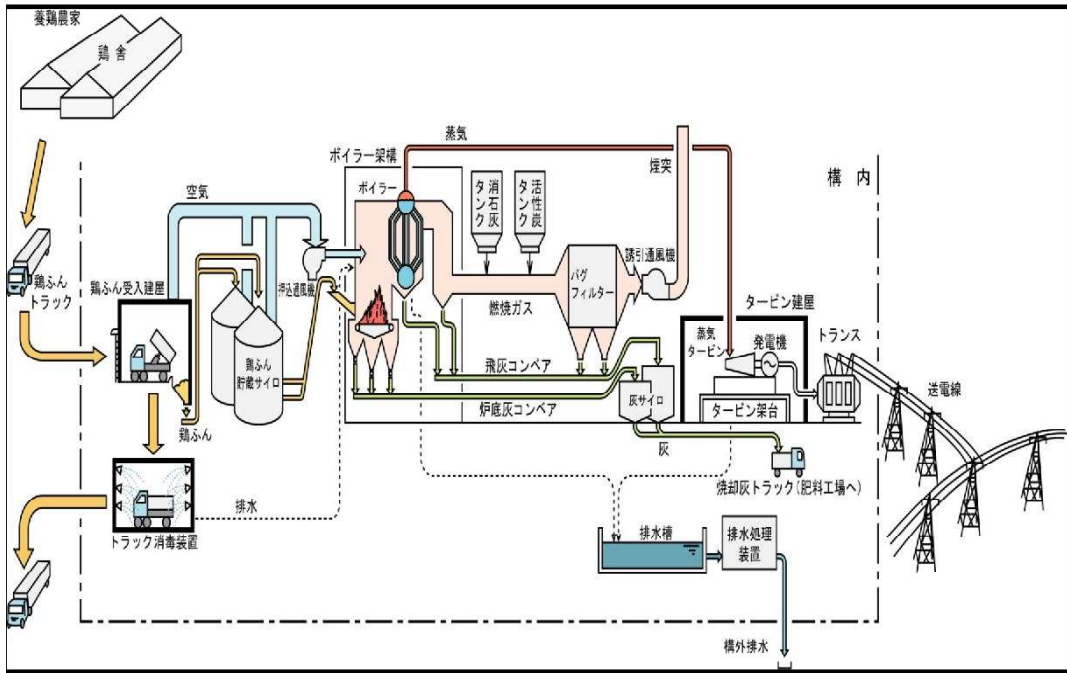 養鶏農家
鶏舎
鶏ふん
トラック
鶏ふん受入建屋
空気
押込通風機
鶏ふん
貯蔵サイロ
鶏ふん
トラック消毒装置
排水
ボイラー架構
ボイラー
蒸気
消石灰
タンク
活性炭
タンク
燃焼ガス
バグ
フィルター
誘引通風機
煙突
構内
飛灰コンベア
炉底灰コンベア
灰サイロ
灰
タービン建屋
蒸気
タービン
発電機
タービン架台
トランス
送電線
焼却灰トラック(肥料工場へ)
排水槽
排水処理
装置
構外排水